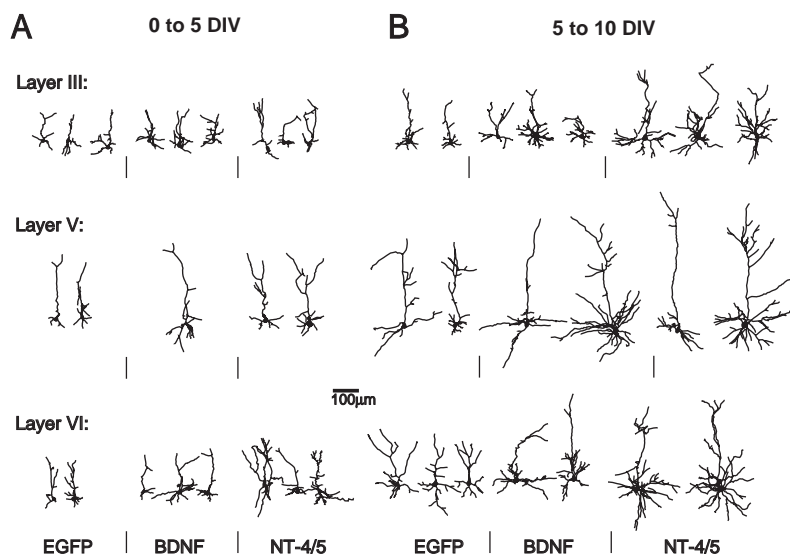 A 0 to 5 DIV B 5 to 10 DIV
Layer III:
Layer V:
100µm
Layer VI:
EGFP BDNF NT-4/5 EGFP BDNF NT-4/5